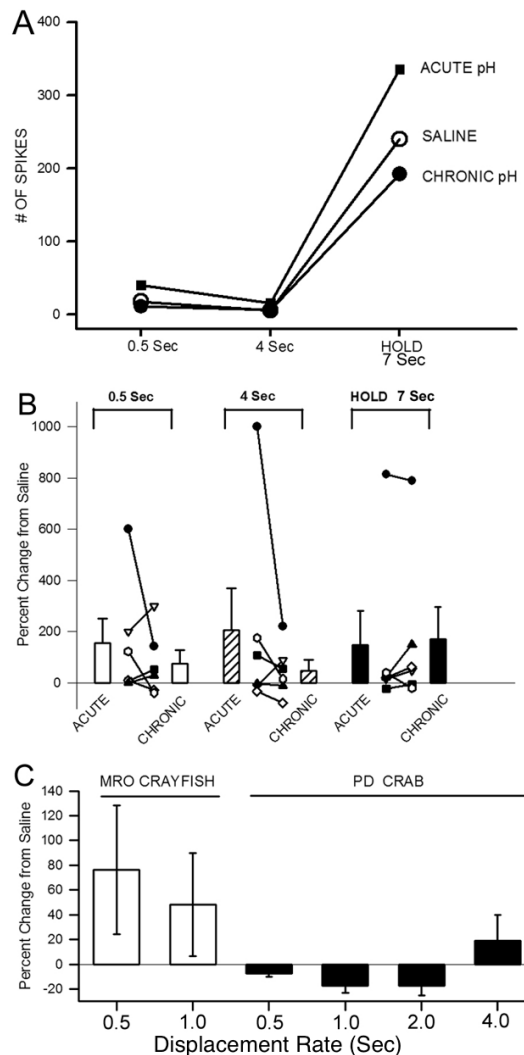 A
400
300
200
100
0
# OF SPIKES
ACUTE pH
SALINE
CHRONIC pH
0.5 Sec
4 Sec
HOLD
7 Sec
B
0.5 Sec
4 Sec
HOLD 7 Sec
1000
800
600
400
200
0
Percent Change from Saline
ACUTE
CHRONIC
ACUTE
CHRONIC
ACUTE
CHRONIC
C
MRO CRAYFISH
PD CRAB
140
120
100
80
60
40
20
0
-20
Percent Change from Saline
0.5
1.0
0.5
1.0
2.0
4.0
Displacement Rate (Sec)